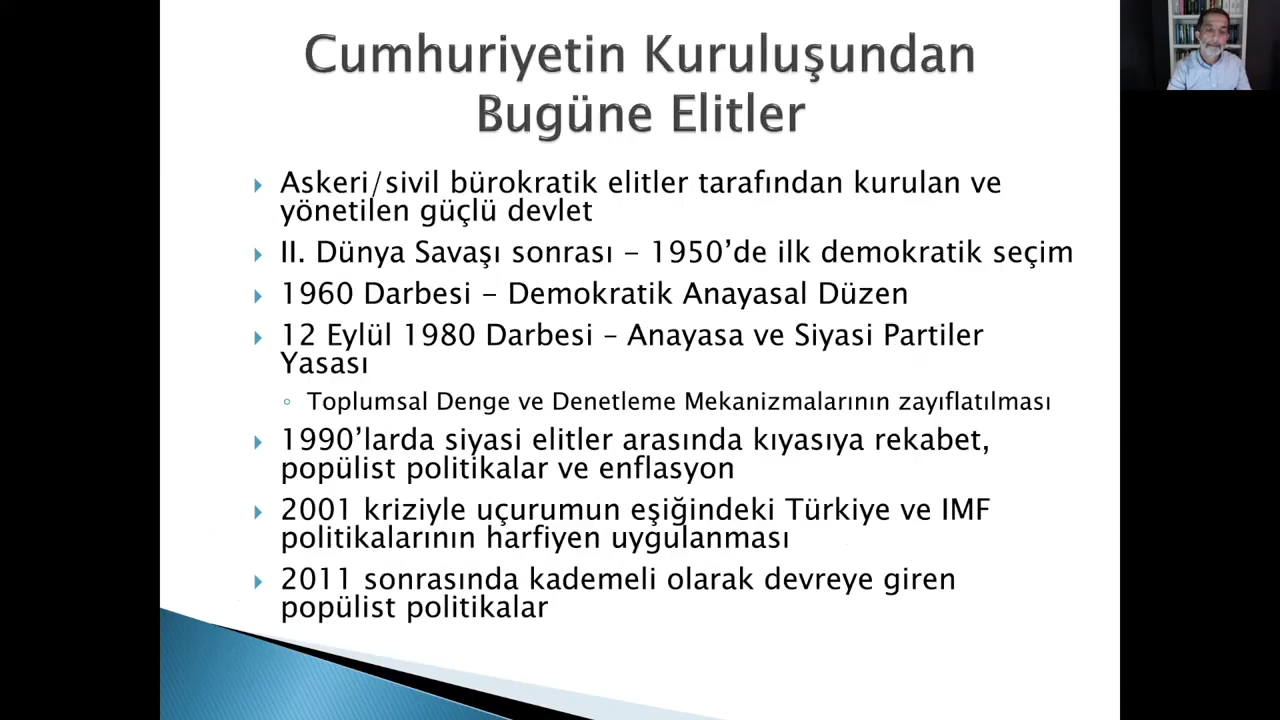 Cumhuriyetin Kuruluşundan
Bugüne Elitler
Askeri/sivil bürokratik elitler tarafından kurulan ve
yönetilen güçlü devlet
II. Dünya Savaşı sonrası - 1950’de ilk demokratik seçim
1960 Darbesi - Demokratik Anayasal Düzen
12 Eylül 1980 Darbesi – Anayasa ve Siyasi Partiler
Yasası
Toplumsal Denge ve Denetleme Mekanizmalarının zayıflatılması
1990’larda siyasi elitler arasında kıyasıya rekabet,
popülist politikalar ve enflasyon
2001 kriziyle uçurumun eşiğindeki Türkiye ve IMF
politikalarının harfiyen uygulanması
2011 sonrasında kademeli olarak devreye giren
popülist politikalar